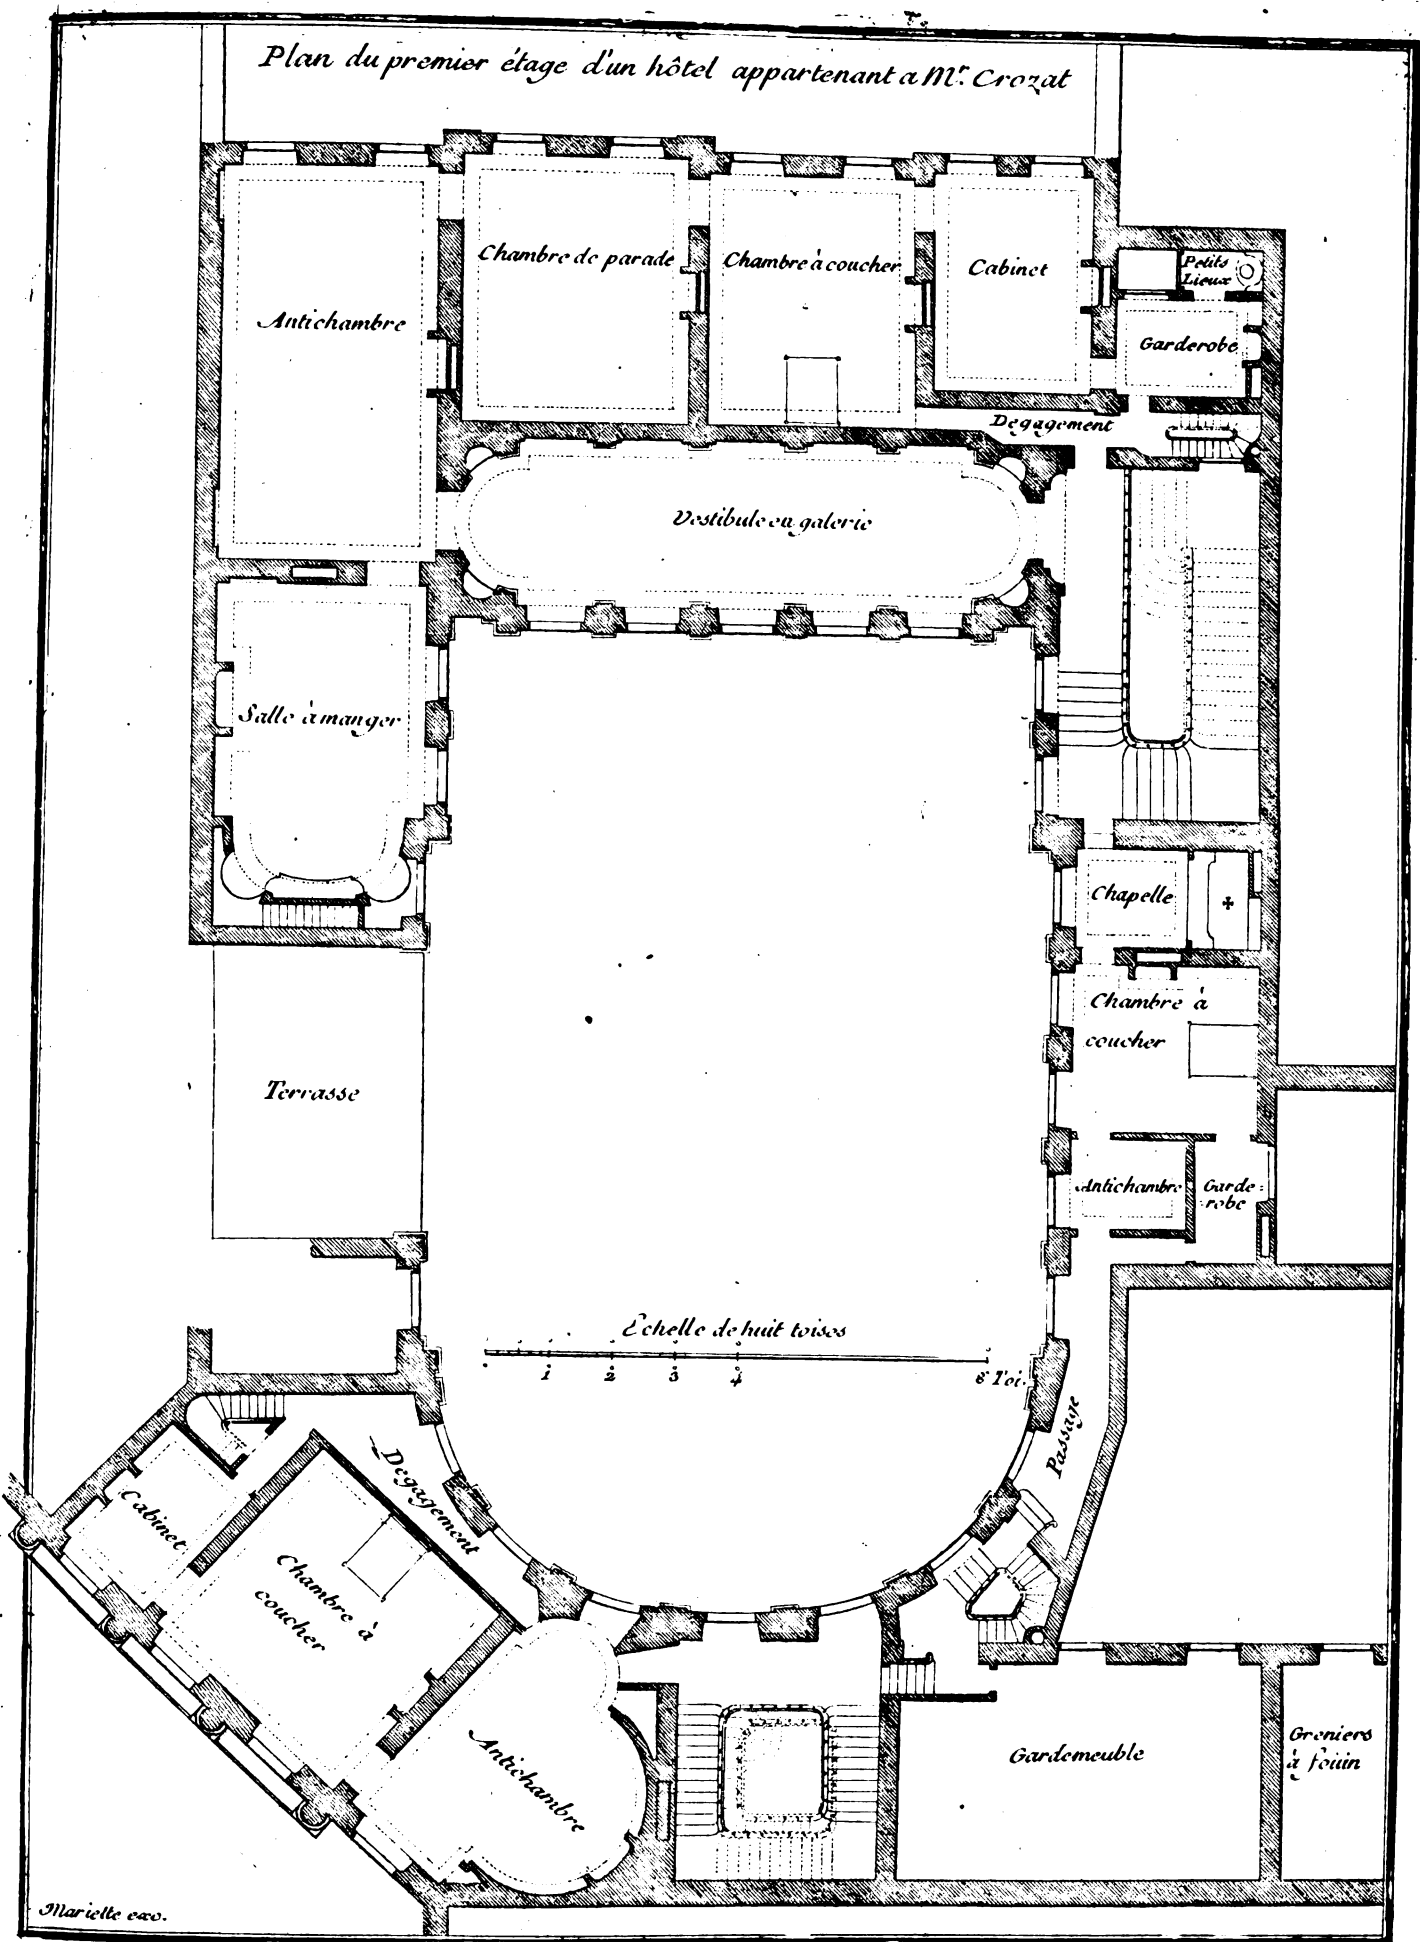 Plan du premier étage d'un hôtel appartenant a Mr. Crozat
Chambre de parade
Chambre à coucher
Cabinet
Petits
Lieux
Antichambre
Garderobe
Degagement
Vestibule en galerie
Salle à manger
Chapelle
Chambre à
coucher
Terrasse
Antichambre
Garde=
robe
Echelle de huit toises
1 2 3 4 8 Toi.
Passage
Degagement
Cabinet
Chambre à
coucher
Antichambre
Gardemeuble
Greniers
à foüin
Mariette exc.